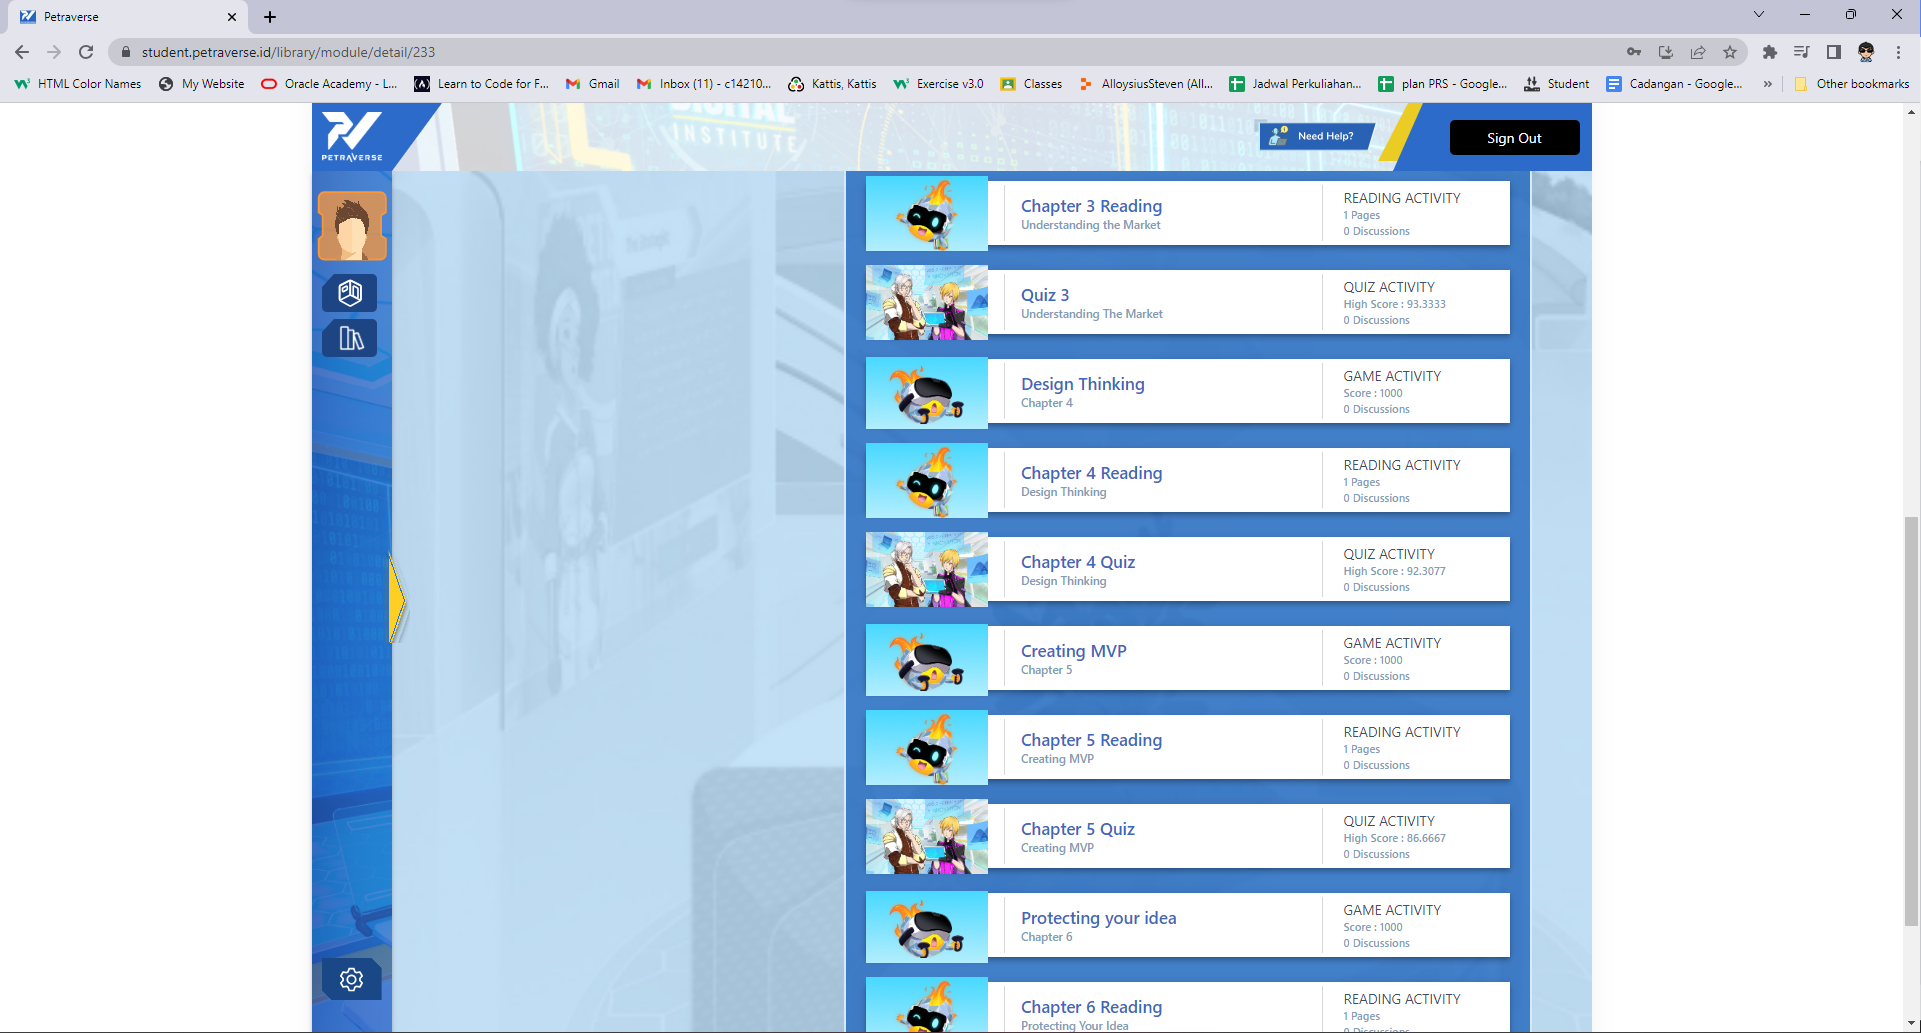 Petraverse
student.petraverse.id/library/module/detail/233
HTML Color Names
My Website
Oracle Academy - L...
Learn to Code for F...
Gmail
Inbox (11) - c14210...
Kattis, Kattis
Exercise v3.0
Classes
AlloysiusSteven (All...
Jadwal Perkuliahan...
plan PRS - Google...
Student
Cadangan - Google...
»
Other bookmarks
PETRAVERSE
DIGITAL
INSTITUTE
Need Help?
Sign Out
Chapter 3 Reading
Understanding the Market
READING ACTIVITY
1 Pages
0 Discussions
Quiz 3
Understanding The Market
QUIZ ACTIVITY
High Score : 93.3333
0 Discussions
Design Thinking
Chapter 4
GAME ACTIVITY
Score : 1000
0 Discussions
Chapter 4 Reading
Design Thinking
READING ACTIVITY
1 Pages
0 Discussions
Chapter 4 Quiz
Design Thinking
QUIZ ACTIVITY
High Score : 92.3077
0 Discussions
Creating MVP
Chapter 5
GAME ACTIVITY
Score : 1000
0 Discussions
Chapter 5 Reading
Creating MVP
READING ACTIVITY
1 Pages
0 Discussions
Chapter 5 Quiz
Creating MVP
QUIZ ACTIVITY
High Score : 86.6667
0 Discussions
Protecting your idea
Chapter 6
GAME ACTIVITY
Score : 1000
0 Discussions
Chapter 6 Reading
Protecting Your Idea
READING ACTIVITY
1 Pages
0 Discussions